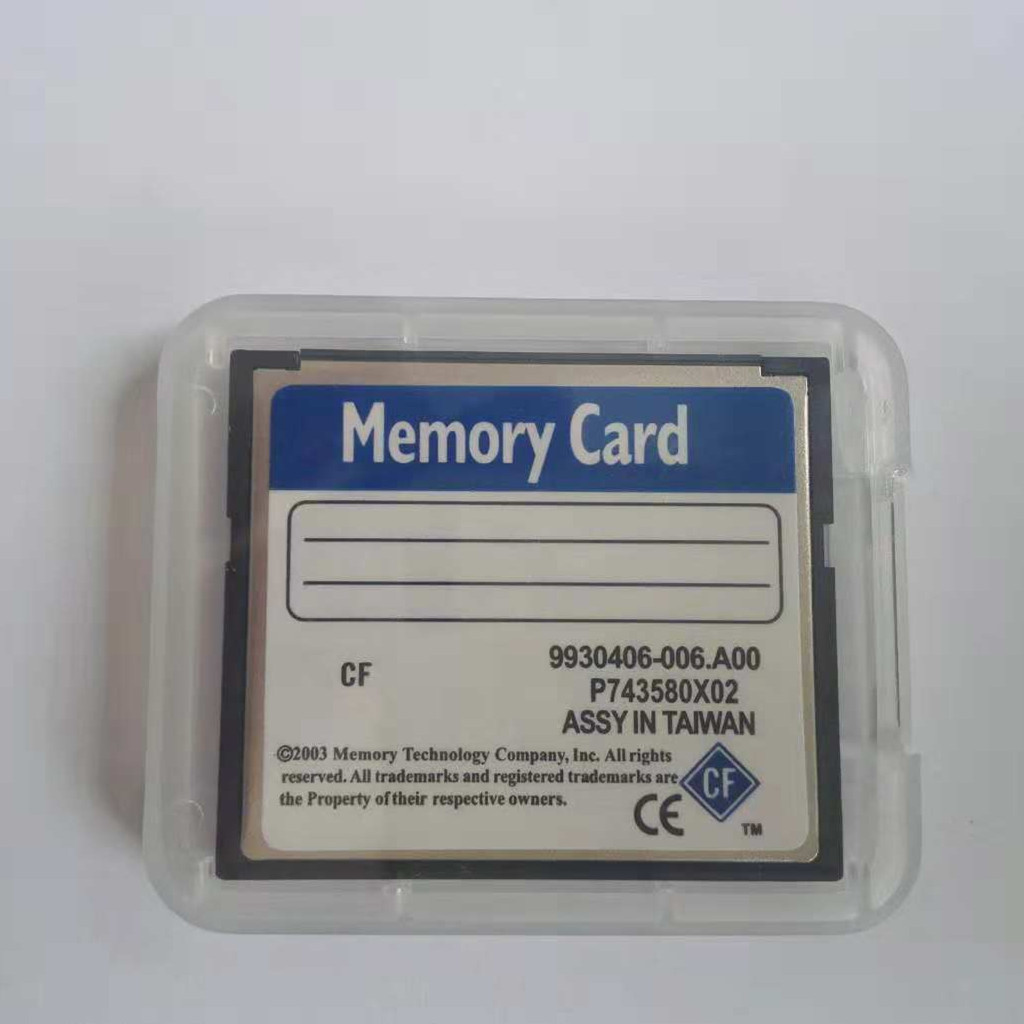 Memory Card
CF
9930406-006.A00
P743580X02
ASSY IN TAIWAN
©2003 Memory Technology Company, Inc. All rights
reserved. All trademarks and registered trademarks are
the Property of their respective owners.
CF
CE
TM